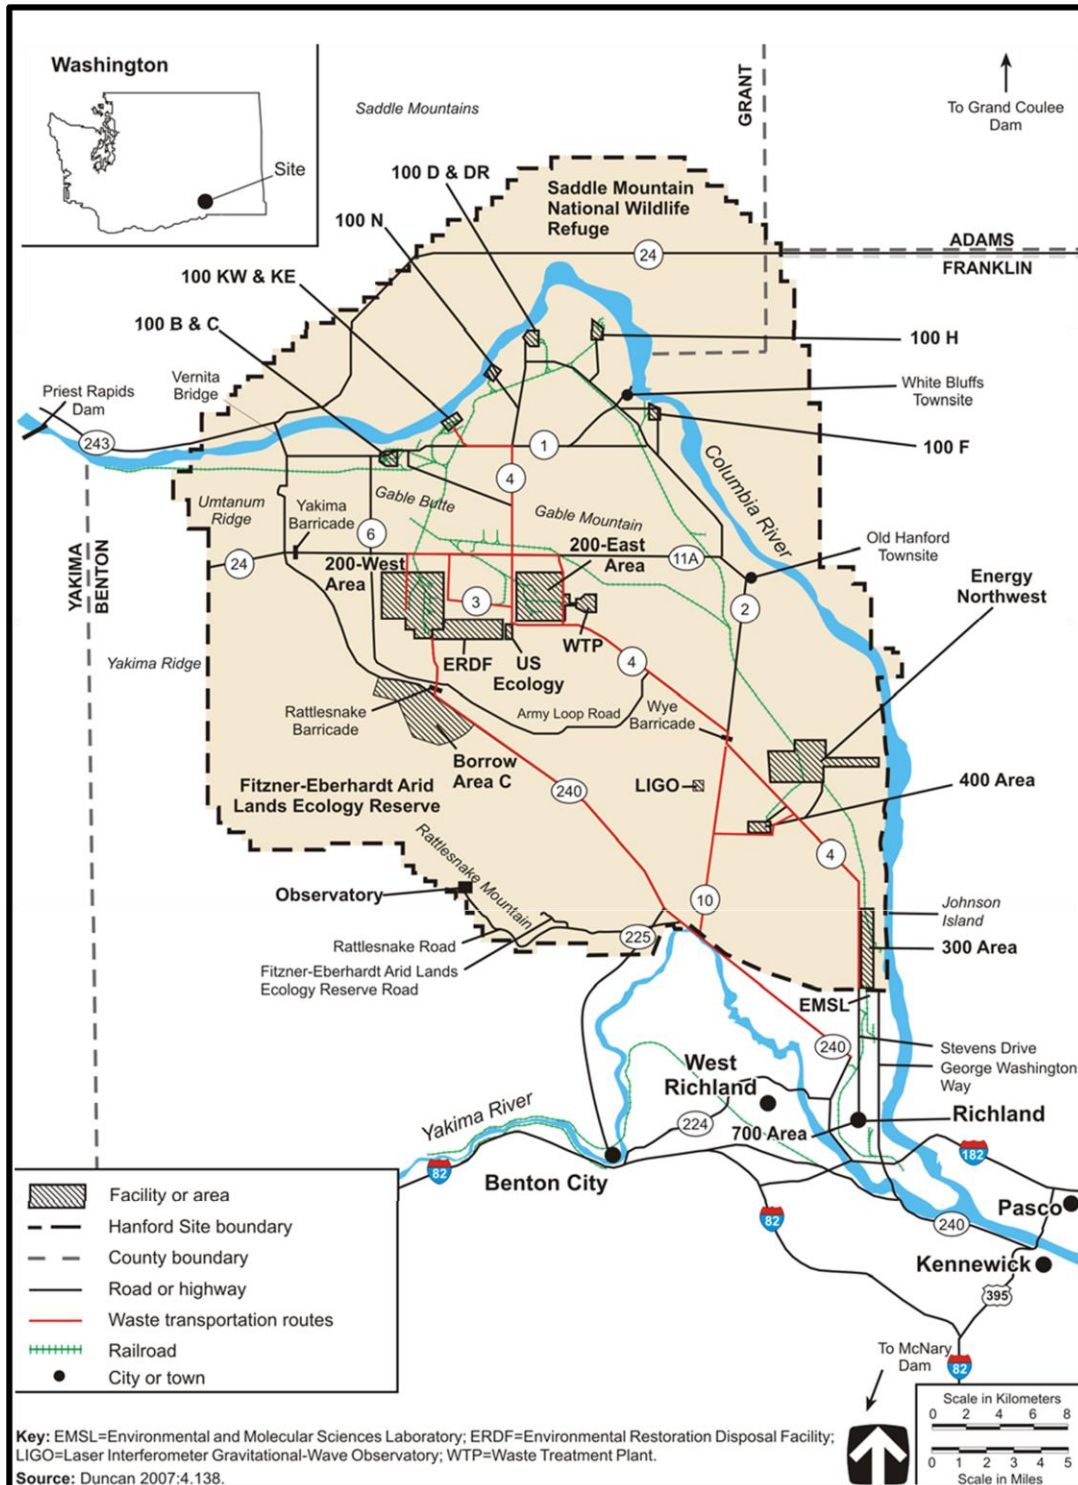 Washington
Site
Saddle Mountains
GRANT
To Grand Coulee
Dam
100 D & DR
Saddle Mountain
National Wildlife
Refuge
100 N
ADAMS
24
FRANKLIN
100 KW & KE
100 B & C
100 H
Vernita
Bridge
White Bluffs
Townsite
Priest Rapids
Dam
243
1
100 F
4
Columbia River
Gable Butte
Umtanum
Ridge
Yakima
Barricade
6
Gable Mountain
Old Hanford
Townsite
24
200-West
Area
200-East
Area
11A
YAKIMA
BENTON
Energy
Northwest
3
2
WTP
Yakima Ridge
ERDF
US
Ecology
4
Rattlesnake
Barricade
Army Loop Road
Wye
Barricade
Borrow
Area C
Fitzner-Eberhardt Arid
Lands Ecology Reserve
240
LIGO
400 Area
Rattlesnake Mountain
4
Observatory
10
Johnson
Island
Rattlesnake Road
225
300 Area
Fitzner-Eberhardt Arid Lands
Ecology Reserve Road
EMSL
240
Stevens Drive
George Washington
Way
West
Richland
Yakima River
224
700 Area
Richland
82
Benton City
182
82
240
Pasco
Kennewick
395
To McNary
Dam
82
Facility or area
Hanford Site boundary
County boundary
Road or highway
Waste transportation routes
Railroad
City or town
Scale in Kilometers
0 2 4 6 8
0 1 2 3 4 5
Scale in Miles
Key: EMSL=Environmental and Molecular Sciences Laboratory; ERDF=Environmental Restoration Disposal Facility;
LIGO=Laser Interferometer Gravitational-Wave Observatory; WTP=Waste Treatment Plant.
Source: Duncan 2007:4.138.